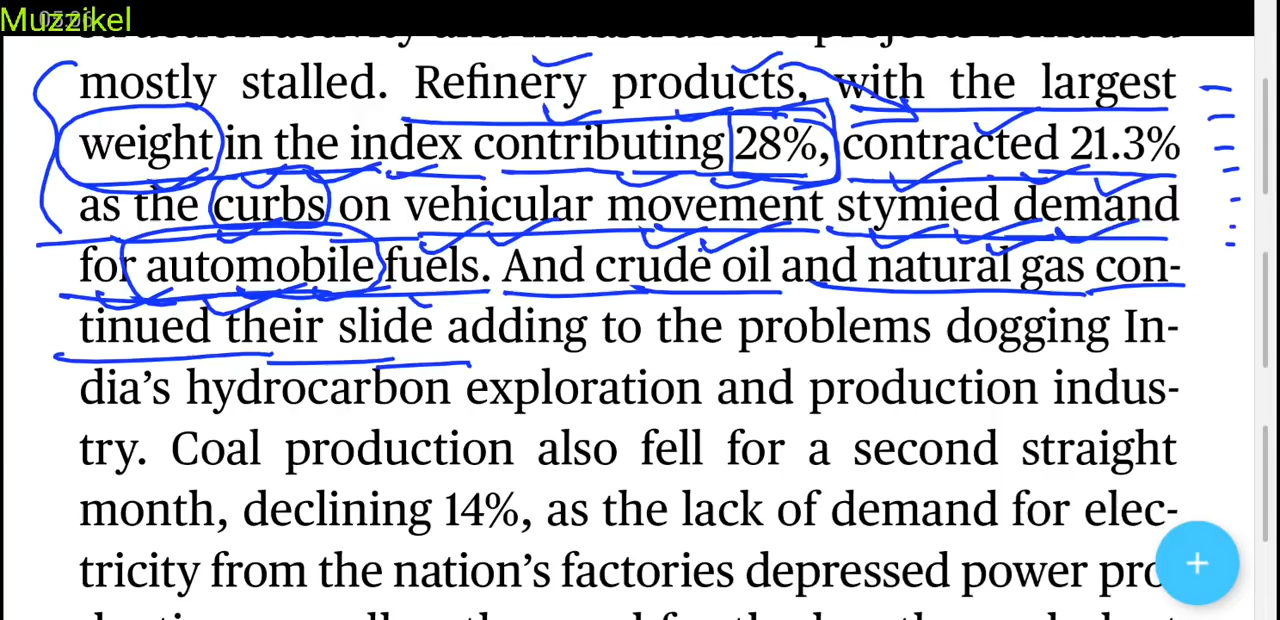 Muzzikel
mostly stalled. Refinery products, with the largest
weight in the index contributing 28%, contracted 21.3%
as the curbs on vehicular movement stymied demand
for automobile fuels. And crude oil and natural gas con-
tinued their slide adding to the problems dogging In-
dia's hydrocarbon exploration and production indus-
try. Coal production also fell for a second straight
month, declining 14%, as the lack of demand for elec-
tricity from the nation's factories depressed power pro
+